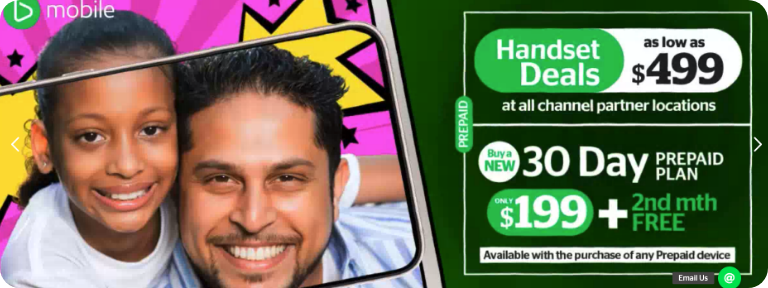 mobile
Handset
Deals
as low as
$499
at all channel partner locations
PREPAID
Buy a
NEW
30 Day
PREPAID
PLAN
ONLY
$199
+
2nd mth
FREE
Available with the purchase of any Prepaid device
Email Us
@